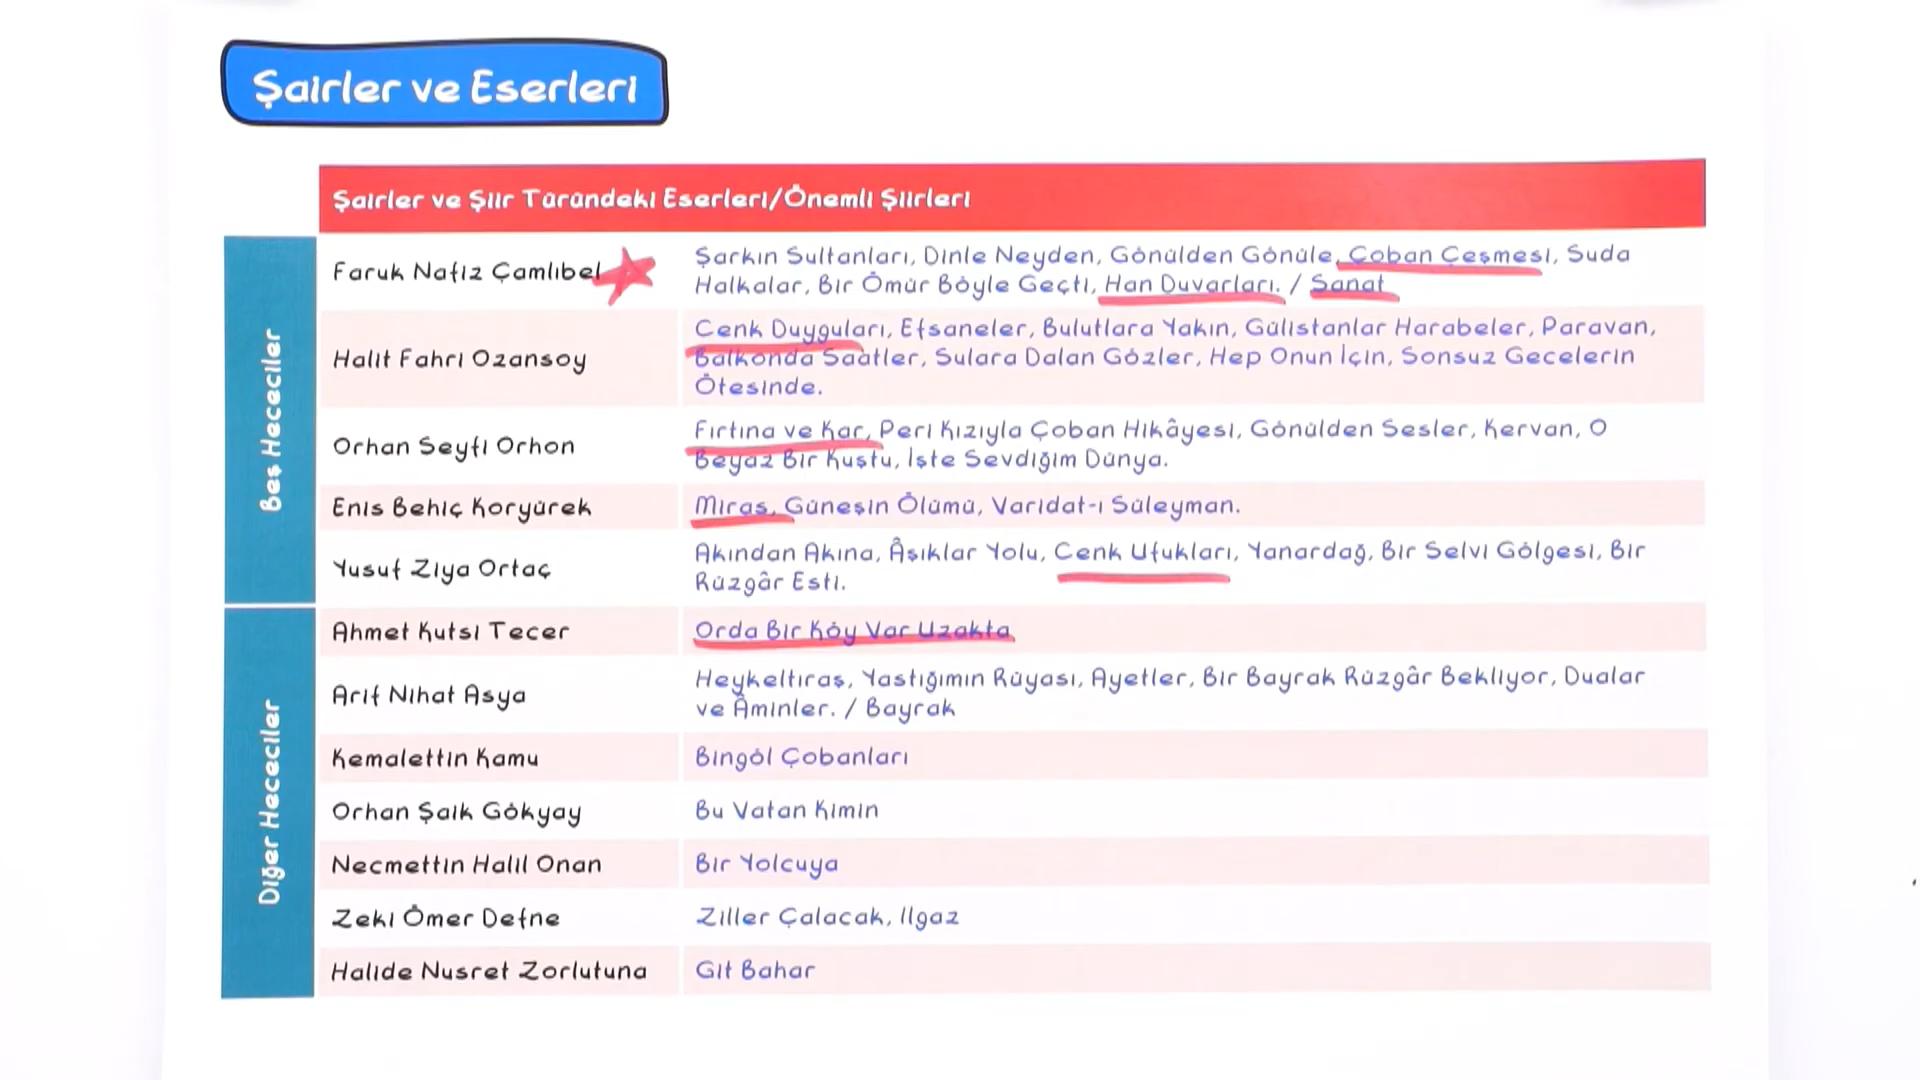 Şairler ve Eserleri
Şairler ve Şiir Türündeki Eserleri/Önemli Şiirleri
Beş Hececiler
Faruk Nafiz Çamlıbel
Şarkın Sultanları, Dinle Neyden, Gönülden Gönüle, Çoban Çeşmesi, Suda
Halkalar, Bir Ömür Böyle Geçti, Han Duvarları. / Sanat
Halit Fahri Ozansoy
Cenk Duyguları, Efsaneler, Bulutlara Yakın, Gülistanlar Harabeler, Paravan,
Balkonda Saatler, Sulara Dalan Gözler, Hep Onun İçin, Sonsuz Gecelerin
Ötesinde.
Orhan Seyfi Orhon
Fırtına ve Kar, Peri Kızıyla Çoban Hikâyesi, Gönülden Sesler, Kervan, O
Beyaz Bir Kuştu, İşte Sevdiğim Dünya.
Enis Behiç Koryürek
Miras, Güneşin Ölümü, Varidat-ı Süleyman.
Yusuf Ziya Ortaç
Akından Akına, Âşıklar Yolu, Cenk Ufukları, Yanardağ, Bir Selvi Gölgesi, Bir
Rüzgâr Esti.
Diğer Hececiler
Ahmet Kutsi Tecer
Orda Bir Köy Var Uzakta
Arif Nihat Asya
Heykeltıraş, Yastığımın Rüyası, Ayetler, Bir Bayrak Rüzgâr Bekliyor, Dualar
ve Âminler. / Bayrak
Kemalettin Kamu
Bingöl Çobanları
Orhan Şaik Gökyay
Bu Vatan Kimin
Necmettin Halil Onan
Bir Yolcuya
Zeki Ömer Defne
Ziller Çalacak, Ilgaz
Halide Nusret Zorlutuna
Git Bahar